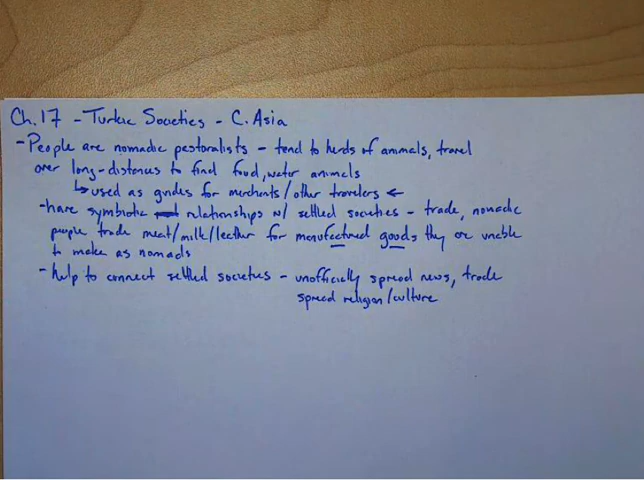 Ch. 17 - Turkic Societies - C. Asia
- People are nomadic pastoralists - tend to herds of animals, travel
over long-distances to find food, water animals
↳ used as guides for merchants/other travelers ←
- have symbiotic relationships w/ settled societies - trade, nomadic
people trade meat/milk/leather for manufactured goods they are unable
to make as nomads
- help to connect settled societies - unofficially spread news, trade
spread religion/culture